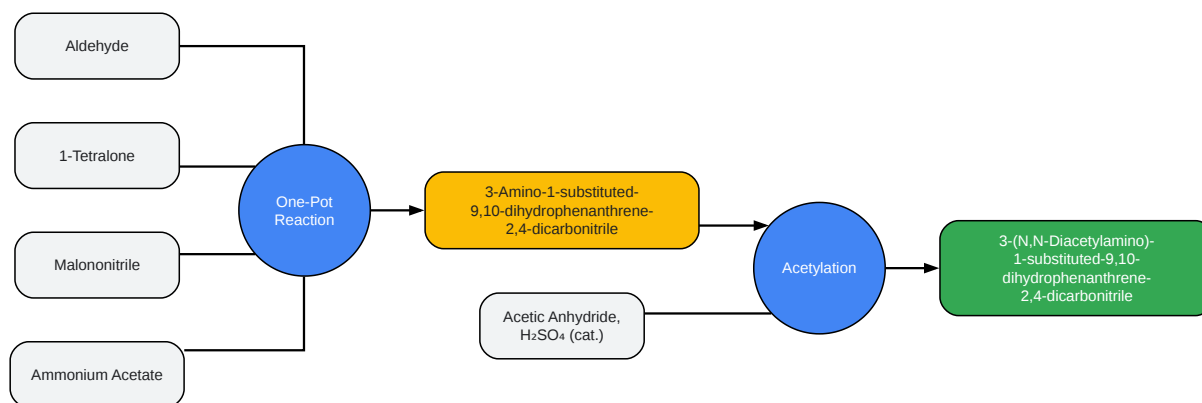 Aldehyde
1-Tetralone
Malononitrile
Ammonium Acetate
One-Pot
Reaction
3-Amino-1-substituted-
9,10-dihydrophenanthrene-
2,4-dicarbonitrile
Acetic Anhydride,
H₂SO₄ (cat.)
Acetylation
3-(N,N-Diacetylamino)-
1-substituted-9,10-
dihydrophenanthrene-
2,4-dicarbonitrile